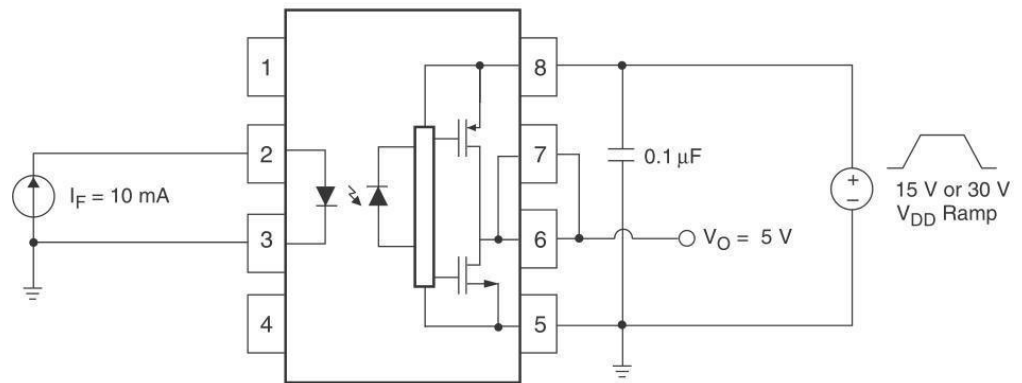 1
2
3
4
8
7
6
5
I_F = 10 mA
0.1 μF
+
–
15 V or 30 V
V_DD Ramp
V_O = 5 V